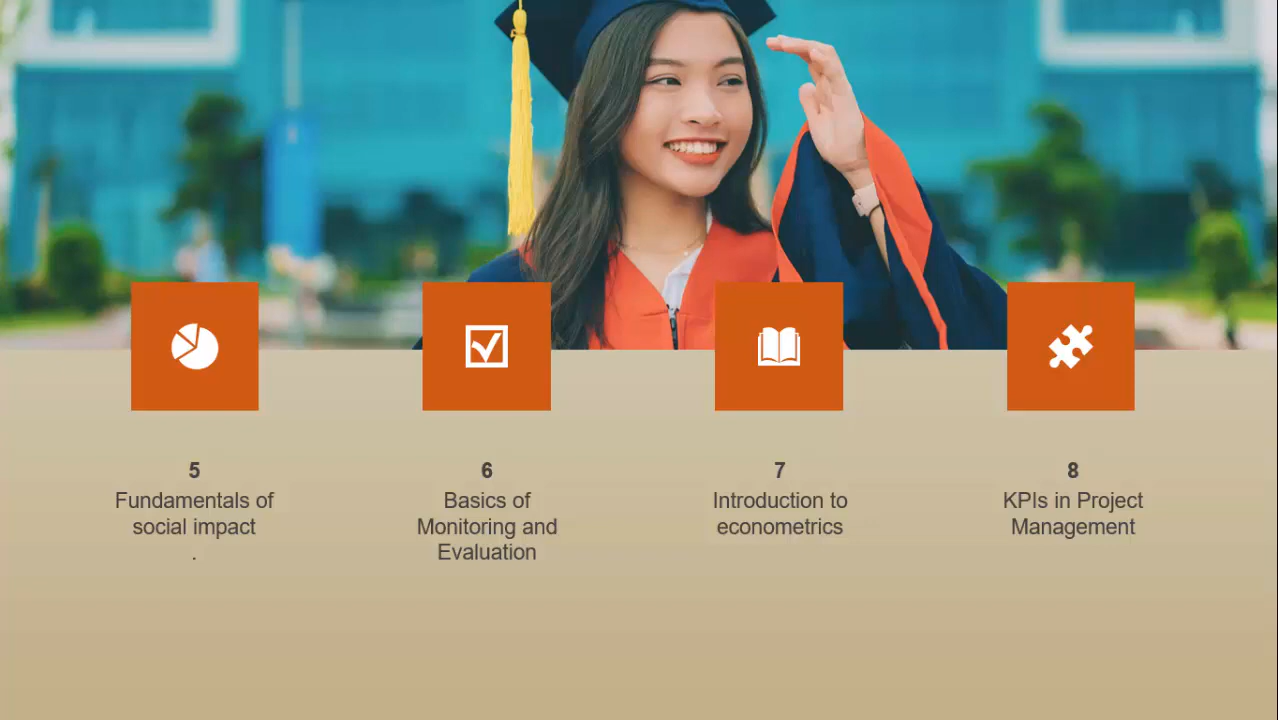 5
Fundamentals of
social impact
.
6
Basics of
Monitoring and
Evaluation
7
Introduction to
econometrics
8
KPIs in Project
Management